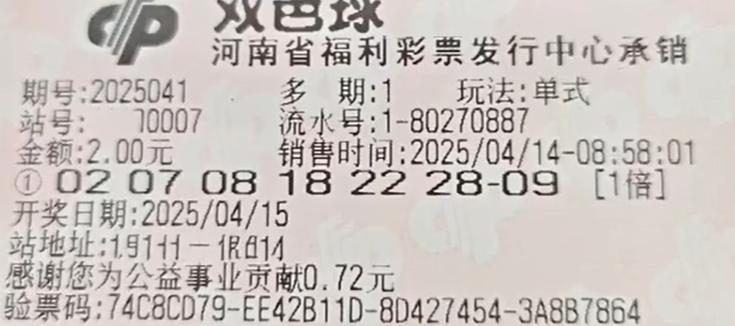 双色球
河南省福利彩票发行中心承销
期号:2025041 多 期:1 玩法:单式
站号: 10007 流水号:1-80270887
金额:2.00元 销售时间:2025/04/14-08:58:01
① 02 07 08 18 22 28-09 [1倍]
开奖日期:2025/04/15
站地址:
感谢您为公益事业贡献0.72元
验票码:74C8CD79-EE42B11D-8D427454-3A8B7864